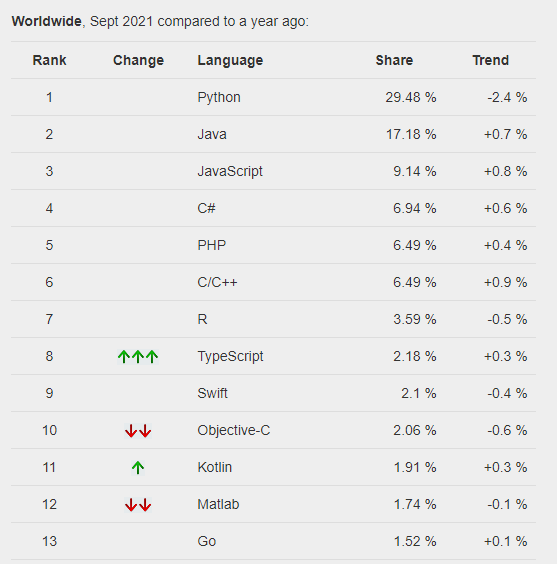 Worldwide, Sept 2021 compared to a year ago:
Rank Change Language Share Trend
1 Python 29.48 % -2.4 %
2 Java 17.18 % +0.7 %
3 JavaScript 9.14 % +0.8 %
4 C# 6.94 % +0.6 %
5 PHP 6.49 % +0.4 %
6 C/C++ 6.49 % +0.9 %
7 R 3.59 % -0.5 %
8 ↑↑↑ TypeScript 2.18 % +0.3 %
9 Swift 2.1 % -0.4 %
10 ↓↓ Objective-C 2.06 % -0.6 %
11 ↑ Kotlin 1.91 % +0.3 %
12 ↓↓ Matlab 1.74 % -0.1 %
13 Go 1.52 % +0.1 %